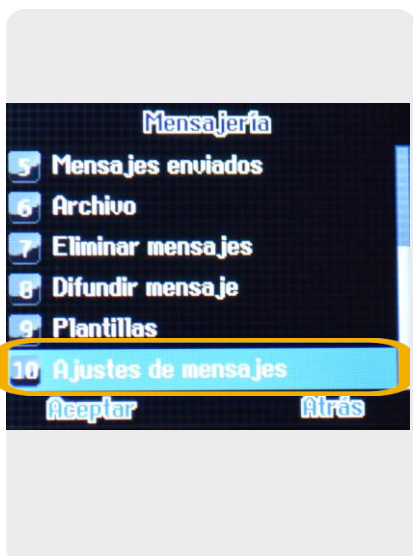 Mensajería
5 Mensajes enviados
6 Archivo
7 Eliminar mensajes
8 Difundir mensaje
9 Plantillas
10 Ajustes de mensajes
Aceptar Atrás